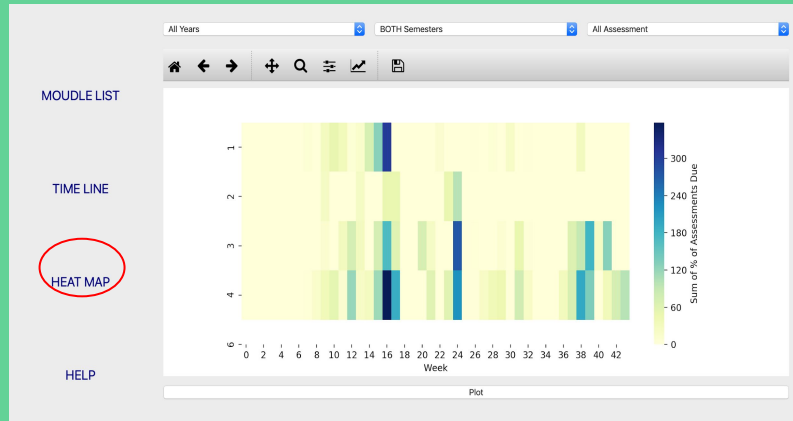 All Years
BOTH Semesters
All Assessment
MOUDLE LIST
TIME LINE
HEAT MAP
HELP
1
2
3
4
6
0 2 4 6 8 10 12 14 16 18 20 22 24 26 28 30 32 34 36 38 40 42
Week
300
240
180
120
60
0
Sum of % of Assessments Due
Plot